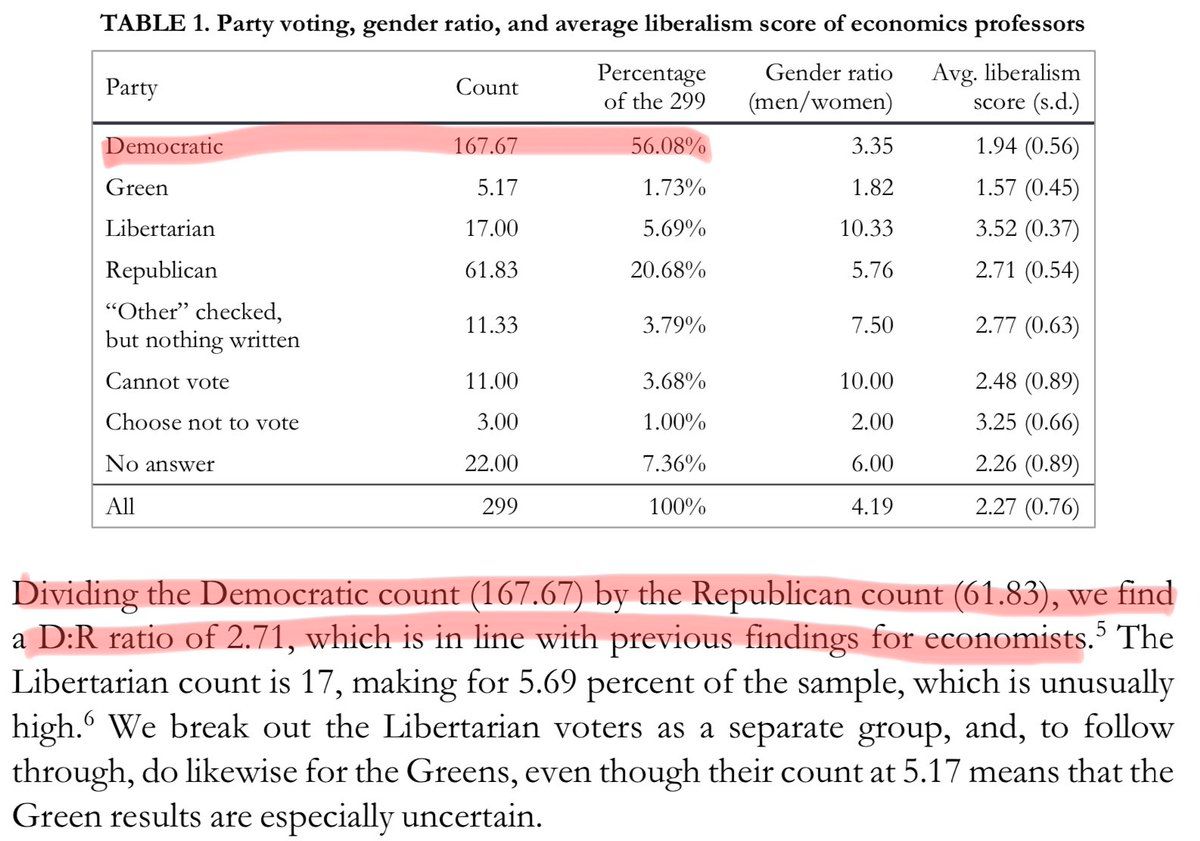 TABLE 1. Party voting, gender ratio, and average liberalism score of economics professors
Party Count Percentage of the 299 Gender ratio (men/women) Avg. liberalism score (s.d.)
Democratic 167.67 56.08% 3.35 1.94 (0.56)
Green 5.17 1.73% 1.82 1.57 (0.45)
Libertarian 17.00 5.69% 10.33 3.52 (0.37)
Republican 61.83 20.68% 5.76 2.71 (0.54)
“Other” checked, but nothing written 11.33 3.79% 7.50 2.77 (0.63)
Cannot vote 11.00 3.68% 10.00 2.48 (0.89)
Choose not to vote 3.00 1.00% 2.00 3.25 (0.66)
No answer 22.00 7.36% 6.00 2.26 (0.89)
All 299 100% 4.19 2.27 (0.76)
Dividing the Democratic count (167.67) by the Republican count (61.83), we find
a D:R ratio of 2.71, which is in line with previous findings for economists.⁵ The
Libertarian count is 17, making for 5.69 percent of the sample, which is unusually
high.⁶ We break out the Libertarian voters as a separate group, and, to follow
through, do likewise for the Greens, even though their count at 5.17 means that the
Green results are especially uncertain.